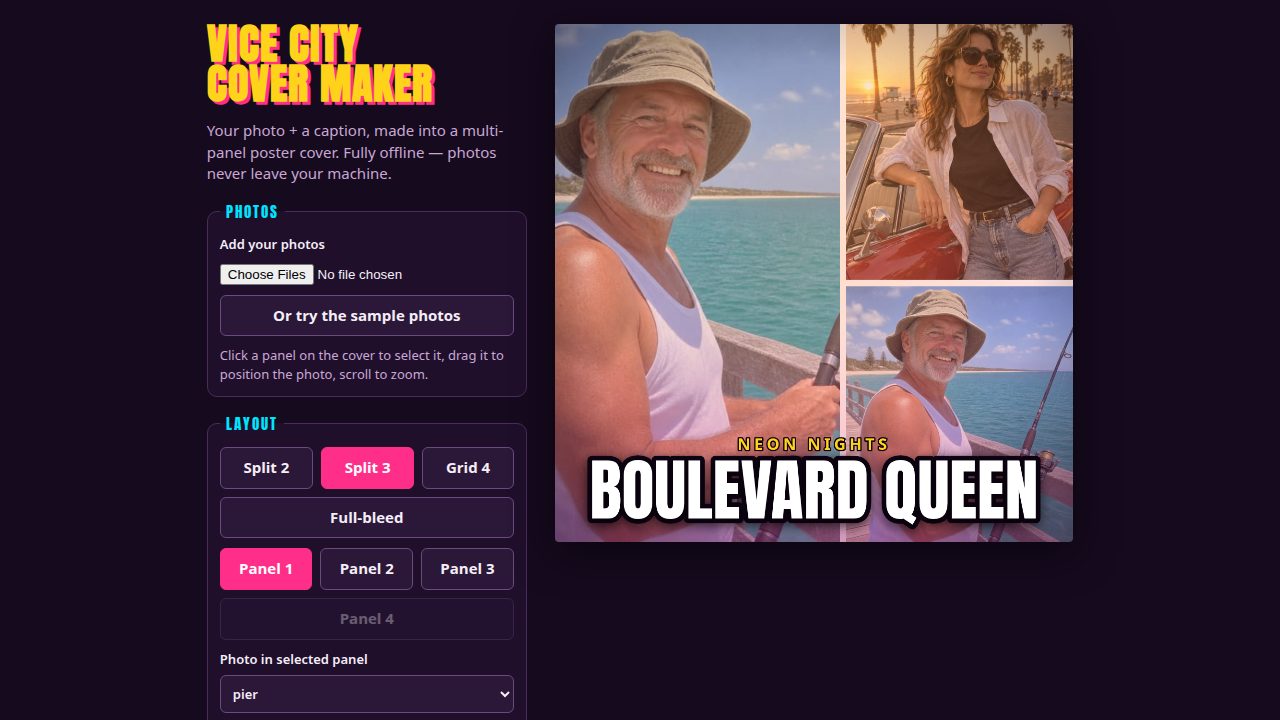 VICE CITY
COVER MAKER
Your photo + a caption, made into a multi-
panel poster cover. Fully offline — photos
never leave your machine.
PHOTOS
Add your photos
Choose Files No file chosen
Or try the sample photos
Click a panel on the cover to select it, drag it to
position the photo, scroll to zoom.
LAYOUT
Split 2 Split 3 Grid 4
Full-bleed
Panel 1 Panel 2 Panel 3
Panel 4
Photo in selected panel
pier
NEON NIGHTS
BOULEVARD QUEEN